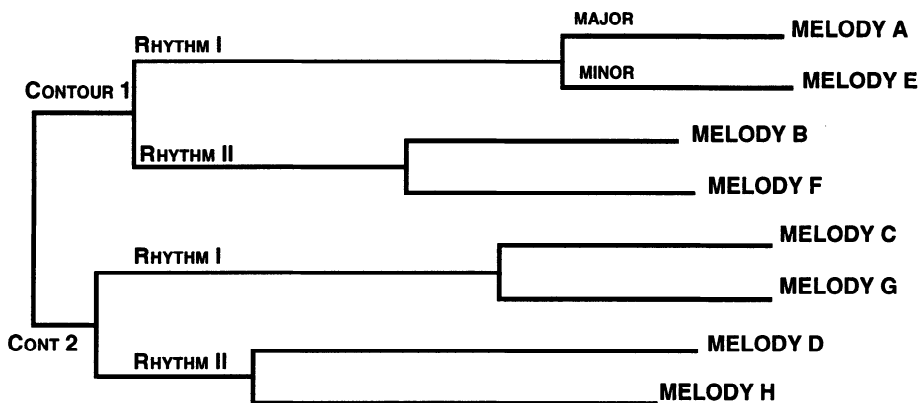 MAJOR
MELODY A
RHYTHM I
MINOR
MELODY E
CONTOUR 1
MELODY B
RHYTHM II
MELODY F
MELODY C
RHYTHM I
MELODY G
CONT 2
MELODY D
RHYTHM II
MELODY H